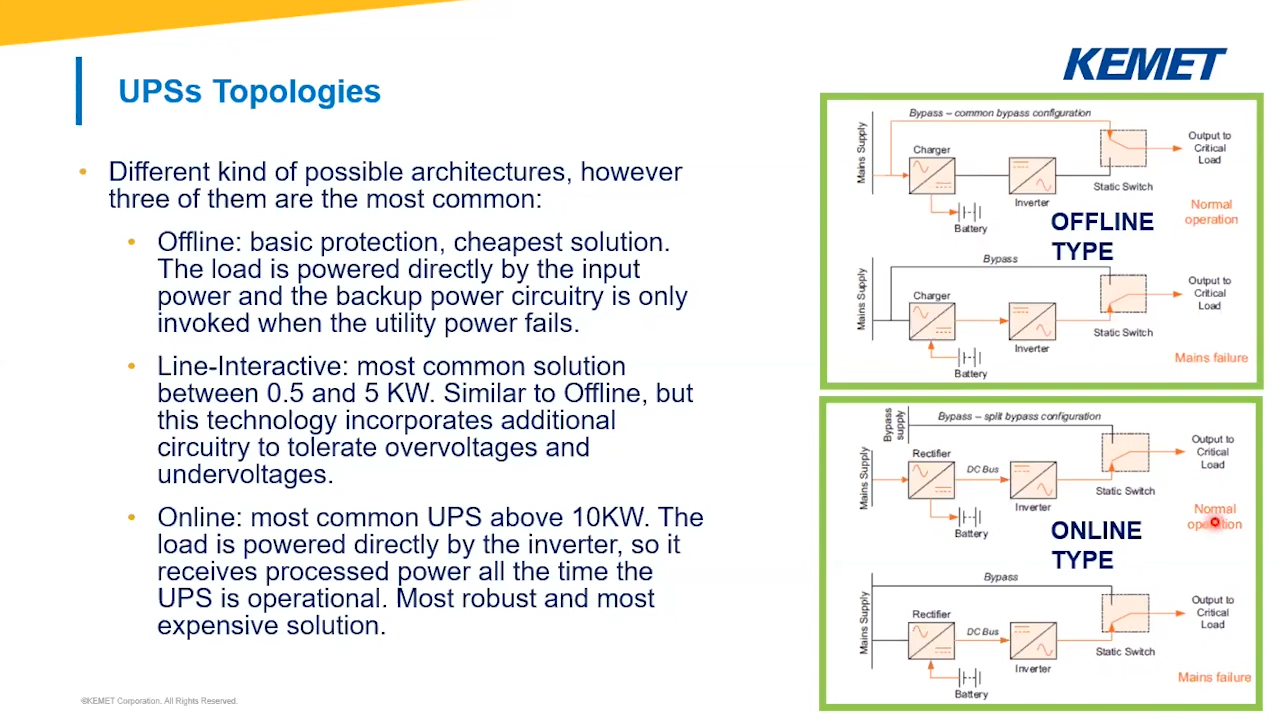 KEMET
UPSs Topologies
• Different kind of possible architectures, however
three of them are the most common:
• Offline: basic protection, cheapest solution.
The load is powered directly by the input
power and the backup power circuitry is only
invoked when the utility power fails.
• Line-Interactive: most common solution
between 0.5 and 5 KW. Similar to Offline, but
this technology incorporates additional
circuitry to tolerate overvoltages and
undervoltages.
• Online: most common UPS above 10KW. The
load is powered directly by the inverter, so it
receives processed power all the time the
UPS is operational. Most robust and most
expensive solution.
Bypass – common bypass configuration
Mains Supply
Charger
Battery
Inverter
Static Switch
Output to
Critical
Load
Normal
operation
OFFLINE
TYPE
Bypass
Mains Supply
Charger
Battery
Inverter
Static Switch
Output to
Critical
Load
Mains failure
Bypass
supply
Bypass – split bypass configuration
Mains Supply
Rectifier
DC Bus
Battery
Inverter
Static Switch
Output to
Critical
Load
Normal
operation
ONLINE
TYPE
Bypass
Mains Supply
Rectifier
DC Bus
Battery
Inverter
Static Switch
Output to
Critical
Load
Mains failure
©KEMET Corporation. All Rights Reserved.